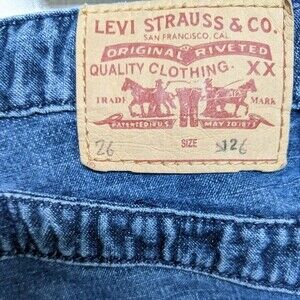 LEVI STRAUSS & CO.
SAN FRANCISCO, CAL
ORIGINAL RIVETED
QUALITY CLOTHING. XX
TRADE MARK
PATENTED IN U.S. MAY 20 1873
26 SIZE 26